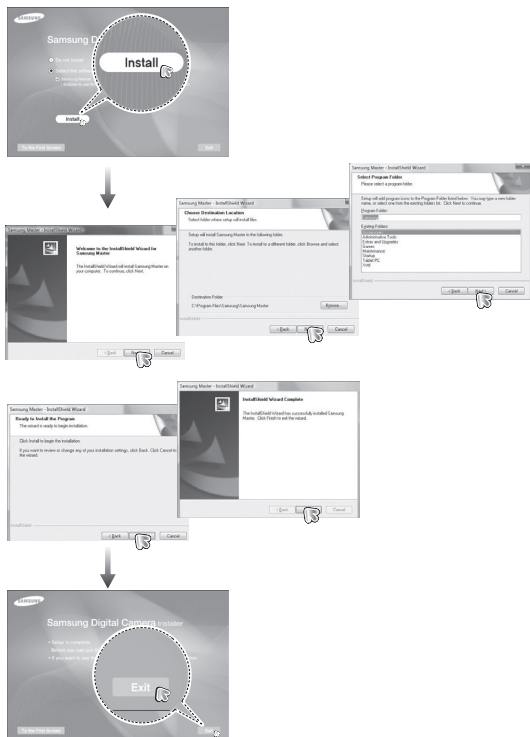 SAMSUNG
Samsung D
Install
Do not install
Install
To the First Screen
Exit
Samsung Master - InstallShield Wizard
Welcome to the InstallShield Wizard for
Samsung Master
The InstallShield Wizard will install Samsung Master on
your computer. To continue, click Next.
< Back
Cancel
Samsung Master - InstallShield Wizard
Choose Destination Location
Select folder where setup will install files.
Setup will install Samsung Master in the following folder.
To install to this folder, click Next. To install to a different folder, click Browse and select
another folder.
Destination Folder
C:\Program Files\Samsung\Samsung Master
Browse...
InstallShield
< Back
Cancel
Samsung Master - InstallShield Wizard
Select Program Folder
Please select a program folder.
Setup will add program icons to the Program Folder listed below. You may type a new folder
name, or select one from the existing folders list. Click Next to continue.
Program Folder:
Samsung
Existing Folders:
Administrative Tools
Extras and Upgrades
Games
Maintenance
Startup
Tablet PC
InstallShield
< Back
Next >
Cancel
Samsung Master - InstallShield Wizard
Ready to Install the Program
The wizard is ready to begin installation.
Click Install to begin the installation.
If you want to review or change any of your installation settings, click Back. Click Cancel to
the wizard.
InstallShield
< Back
Cancel
Samsung Master - InstallShield Wizard
InstallShield Wizard Complete
The InstallShield Wizard has successfully installed Samsung
Master. Click Finish to exit the wizard.
< Back
Cancel
SAMSUNG
Samsung Digital Camera Installer
Setup is complete.
Exit
To the First Screen
Exit